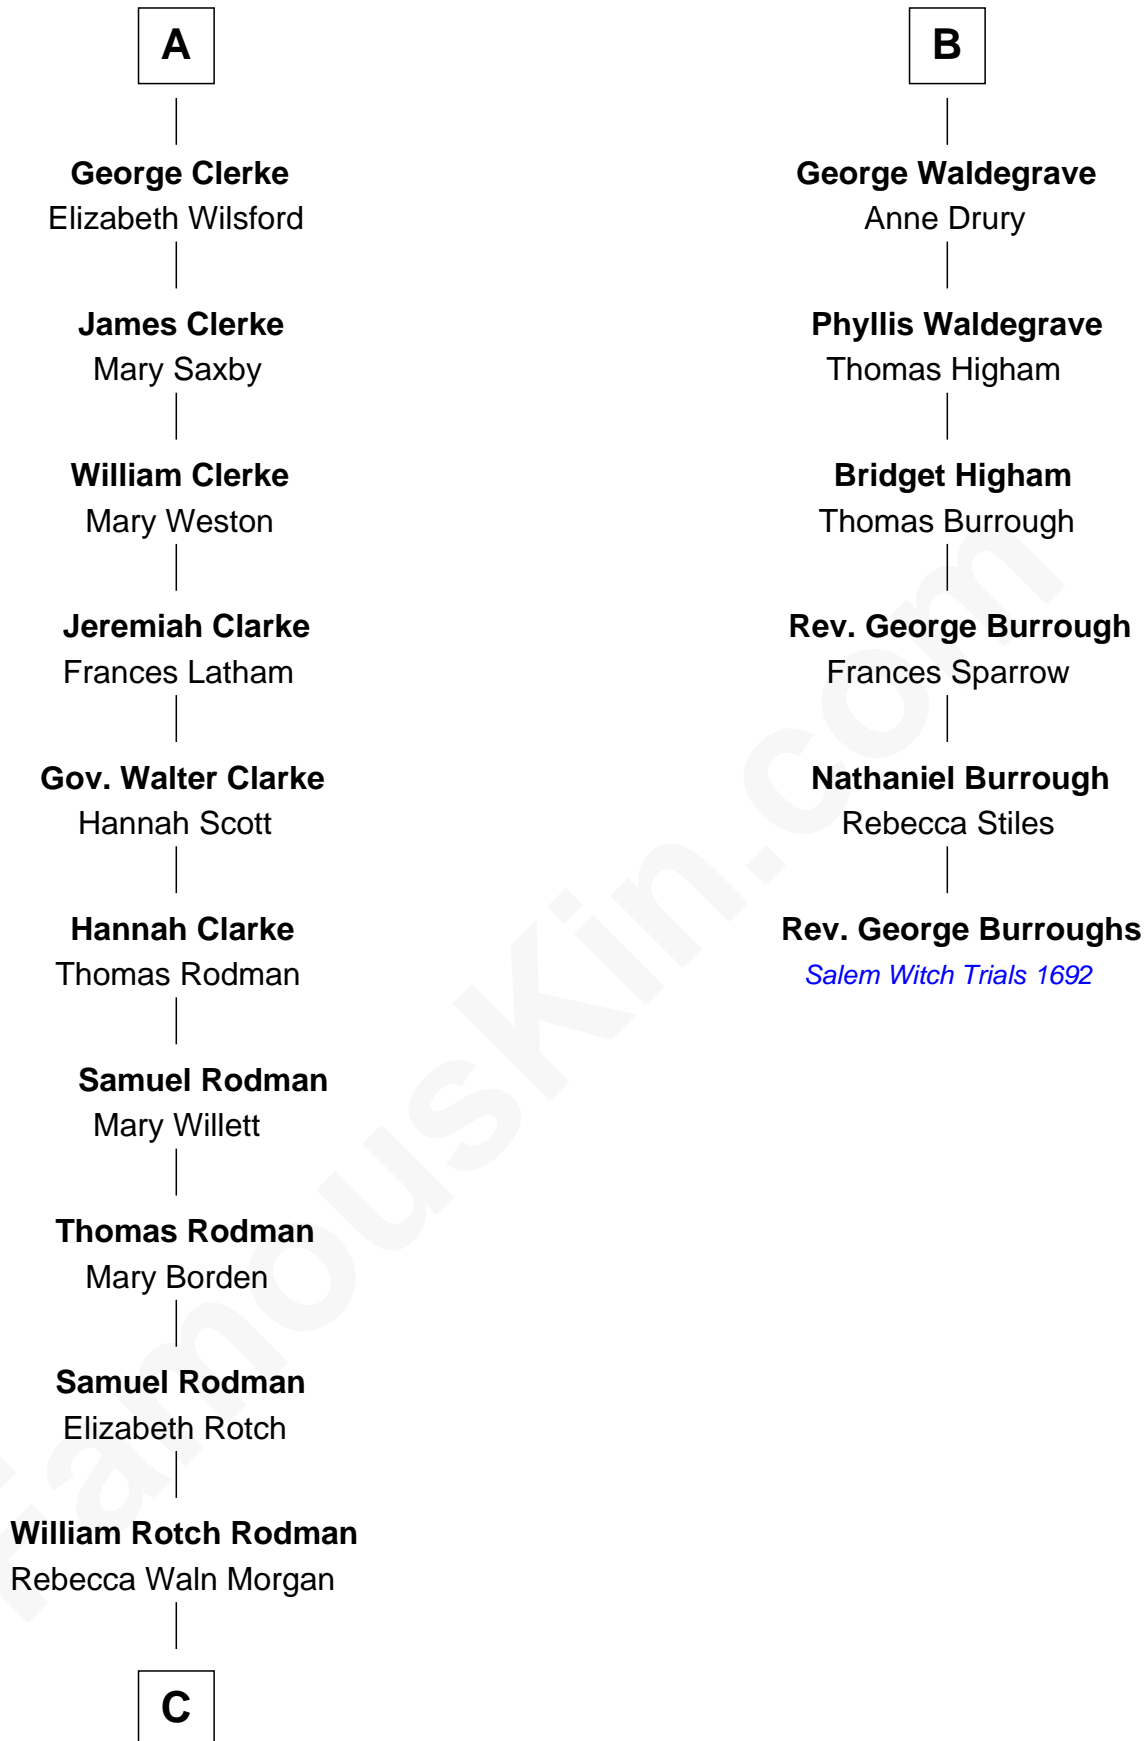 A
George Clerke
Elizabeth Wilsford
James Clerke
Mary Saxby
William Clerke
Mary Weston
Jeremiah Clarke
Frances Latham
Gov. Walter Clarke
Hannah Scott
Hannah Clarke
Thomas Rodman
Samuel Rodman
Mary Willett
Thomas Rodman
Mary Borden
Samuel Rodman
Elizabeth Rotch
William Rotch Rodman
Rebecca Waln Morgan
C
B
George Waldegrave
Anne Drury
Phyllis Waldegrave
Thomas Higham
Bridget Higham
Thomas Burrough
Rev. George Burrough
Frances Sparrow
Nathaniel Burrough
Rebecca Stiles
Rev. George Burroughs
Salem Witch Trials 1692
FamousKin.com